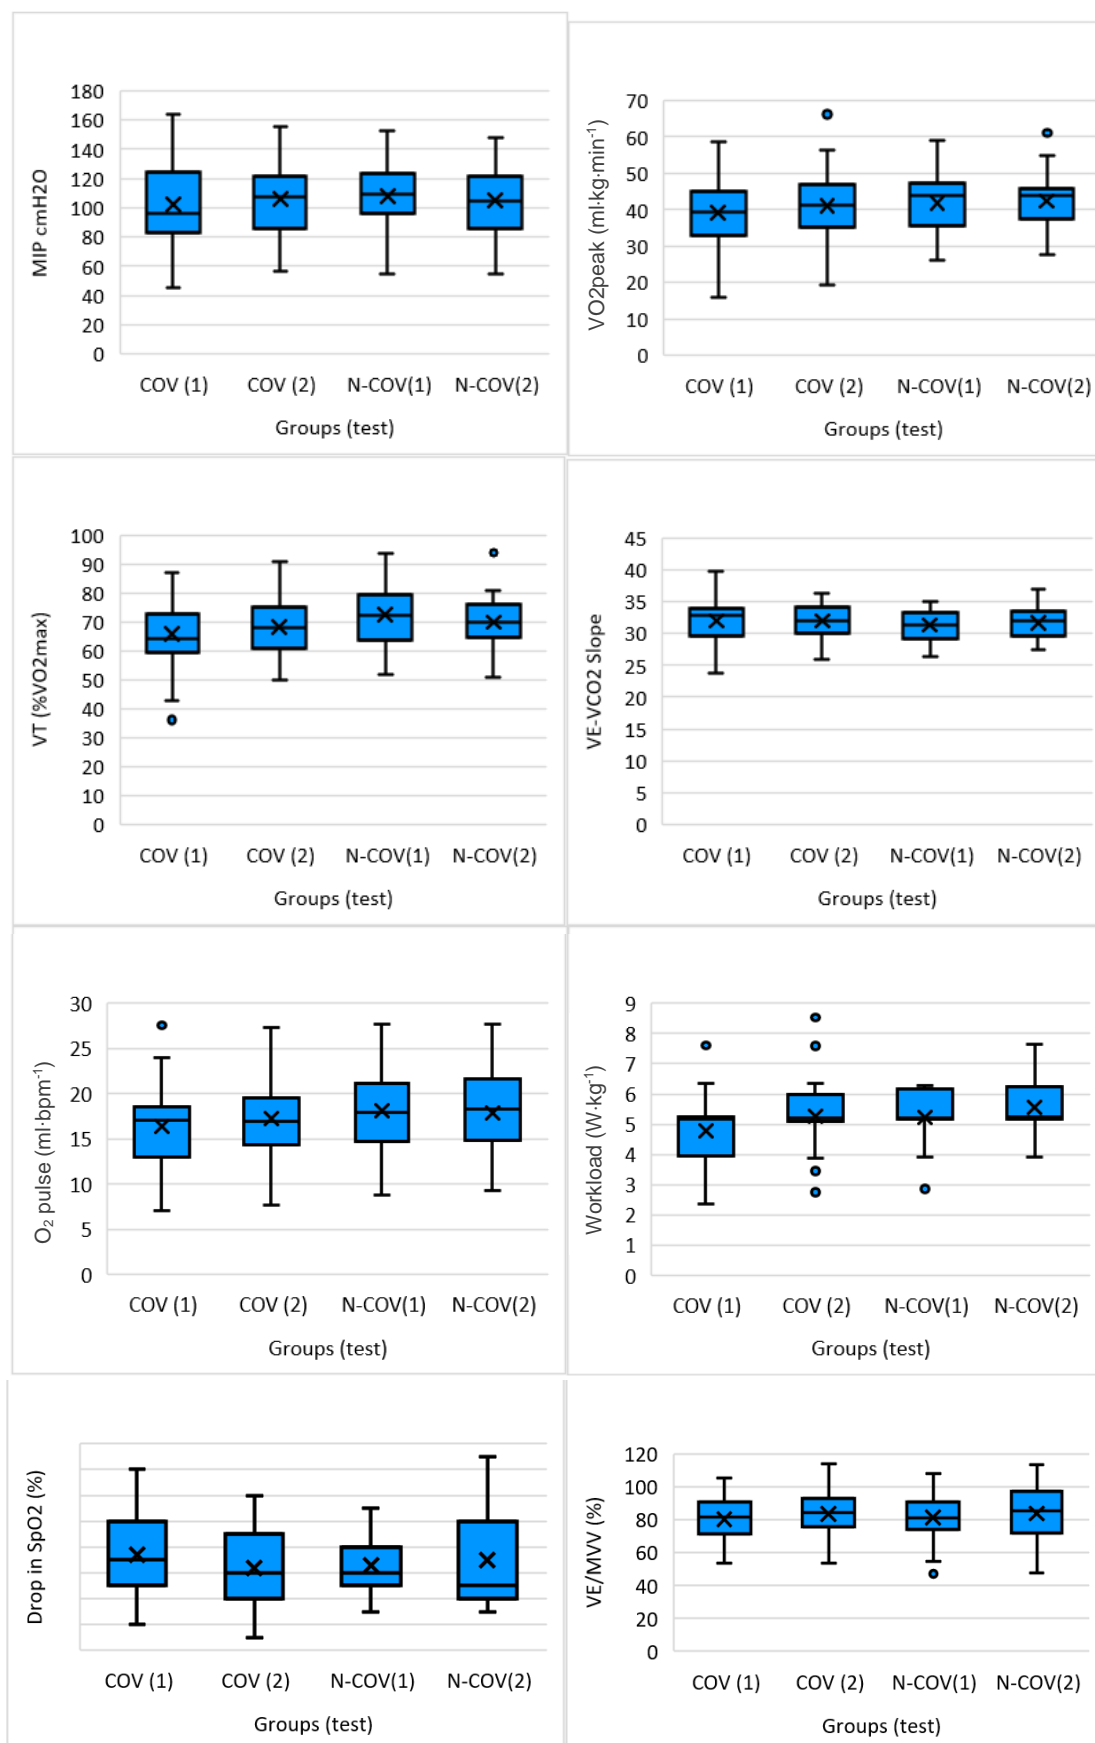 MIP cmH2O
180
160
140
120
100
80
60
40
20
0
COV (1) COV (2) N-COV(1) N-COV(2)
Groups (test)
VO2peak (ml·kg·min-1)
70
60
50
40
30
20
10
0
COV (1) COV (2) N-COV(1) N-COV(2)
Groups (test)
VT (%VO2max)
100
90
80
70
60
50
40
30
20
10
0
COV (1) COV (2) N-COV(1) N-COV(2)
Groups (test)
VE-VCO2 Slope
45
40
35
30
25
20
15
10
5
0
COV (1) COV (2) N-COV(1) N-COV(2)
Groups (test)
O2 pulse (ml·bpm-1)
30
25
20
15
10
5
0
COV (1) COV (2) N-COV(1) N-COV(2)
Groups (test)
Workload (W·kg-1)
9
8
7
6
5
4
3
2
1
0
COV (1) COV (2) N-COV(1) N-COV(2)
Groups (test)
Drop in SpO2 (%)
COV (1) COV (2) N-COV(1) N-COV(2)
Groups (test)
VE/MVV (%)
120
100
80
60
40
20
0
COV (1) COV (2) N-COV(1) N-COV(2)
Groups (test)